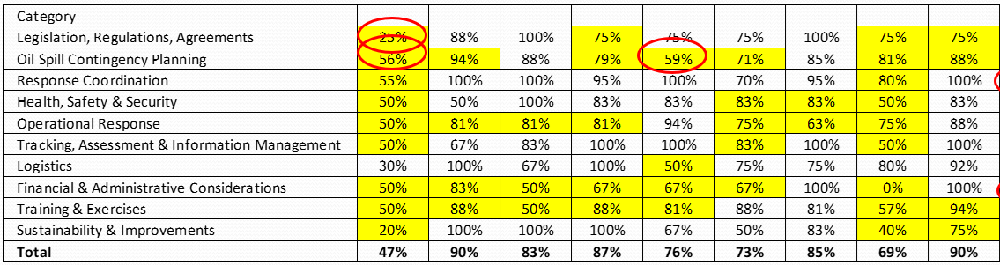 Category
Legislation, Regulations, Agreements 25% 88% 100% 75% 75% 75% 100% 75% 75%
Oil Spill Contingency Planning 56% 94% 88% 79% 59% 71% 85% 81% 88%
Response Coordination 55% 100% 100% 95% 100% 70% 95% 80% 100%
Health, Safety & Security 50% 50% 100% 83% 83% 83% 83% 50% 83%
Operational Response 50% 81% 81% 81% 94% 75% 63% 75% 88%
Tracking, Assessment & Information Management 50% 67% 83% 100% 100% 83% 100% 50% 100%
Logistics 30% 100% 67% 100% 50% 75% 75% 80% 92%
Financial & Administrative Considerations 50% 83% 50% 67% 67% 67% 100% 0% 100%
Training & Exercises 50% 88% 50% 88% 81% 88% 81% 57% 94%
Sustainability & Improvements 20% 100% 100% 100% 67% 50% 83% 40% 75%
Total 47% 90% 83% 87% 76% 73% 85% 69% 90%